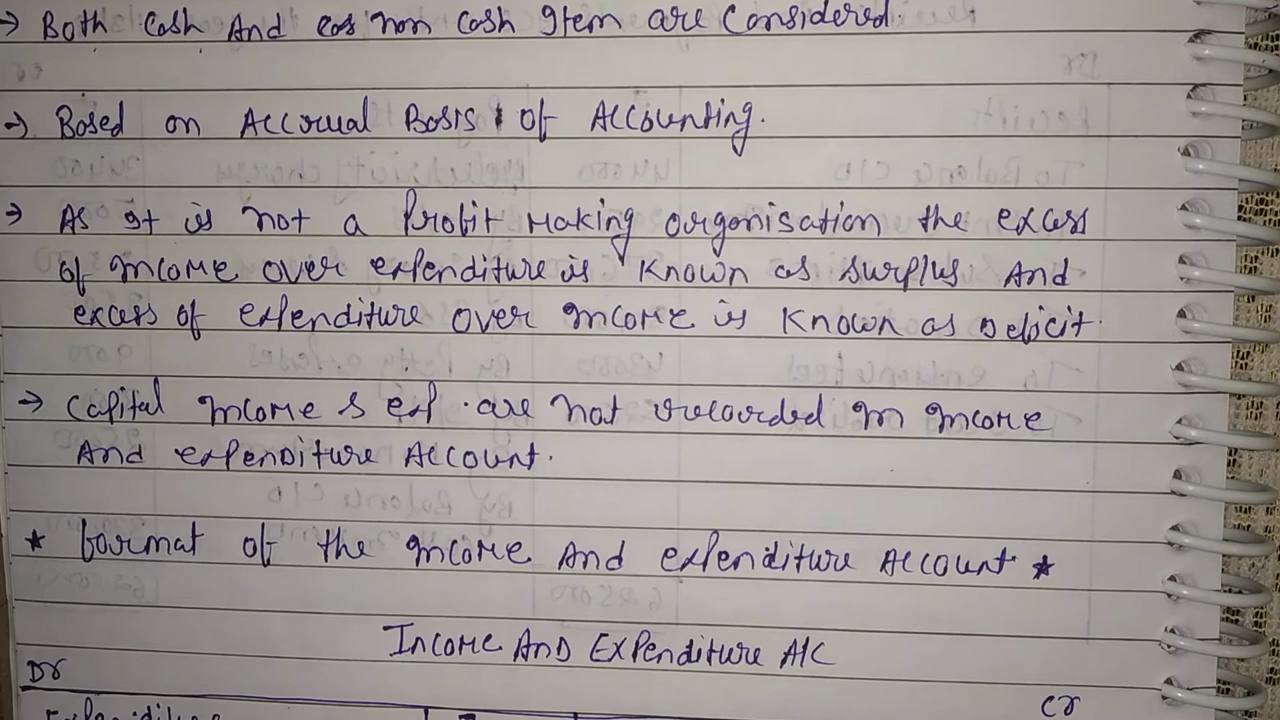 → Both Cash And non Cash Item are Considered.
→ Based on Accorual Basis of Accounting.
→ As It is not a Profit Making organisation the excess
of Income over expenditure is Known as Surplus And
excess of expenditure over Income is Known as Deficit.
→ Capital Income & exp. are not recorded In Income
And expenditure Account.
★ format of the Income And expenditure Account ★
Income And Expenditure A/C
Dr
Cr